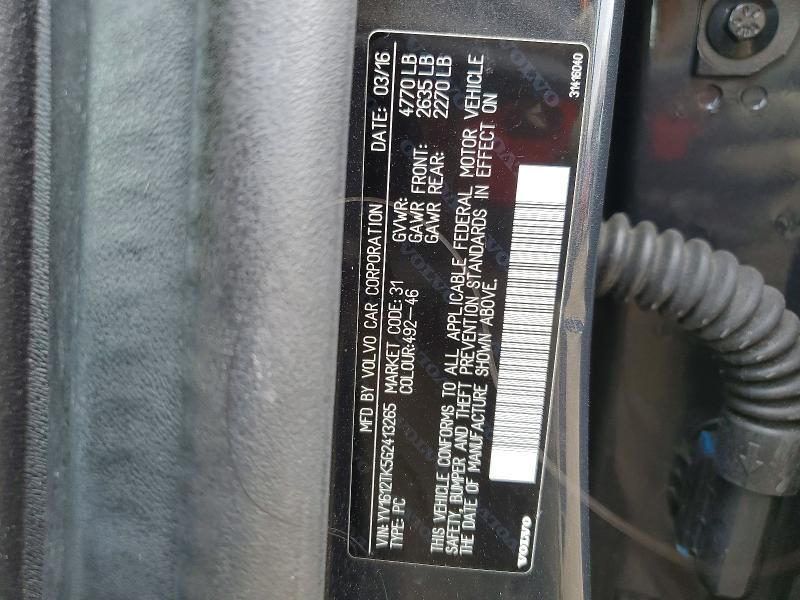 MFD BY VOLVO CAR CORPORATION DATE: 03/16
VIN: YV1612TK5G2413265 MARKET CODE: 31 GVWR: 4770 LB
TYPE: PC COLOUR:492-46 GAWR FRONT: 2635 LB
GAWR REAR: 2270 LB
THIS VEHICLE CONFORMS TO ALL APPLICABLE FEDERAL MOTOR VEHICLE
SAFETY, BUMPER AND THEFT PREVENTION STANDARDS IN EFFECT ON
THE DATE OF MANUFACTURE SHOWN ABOVE.
VOLVO 31416040